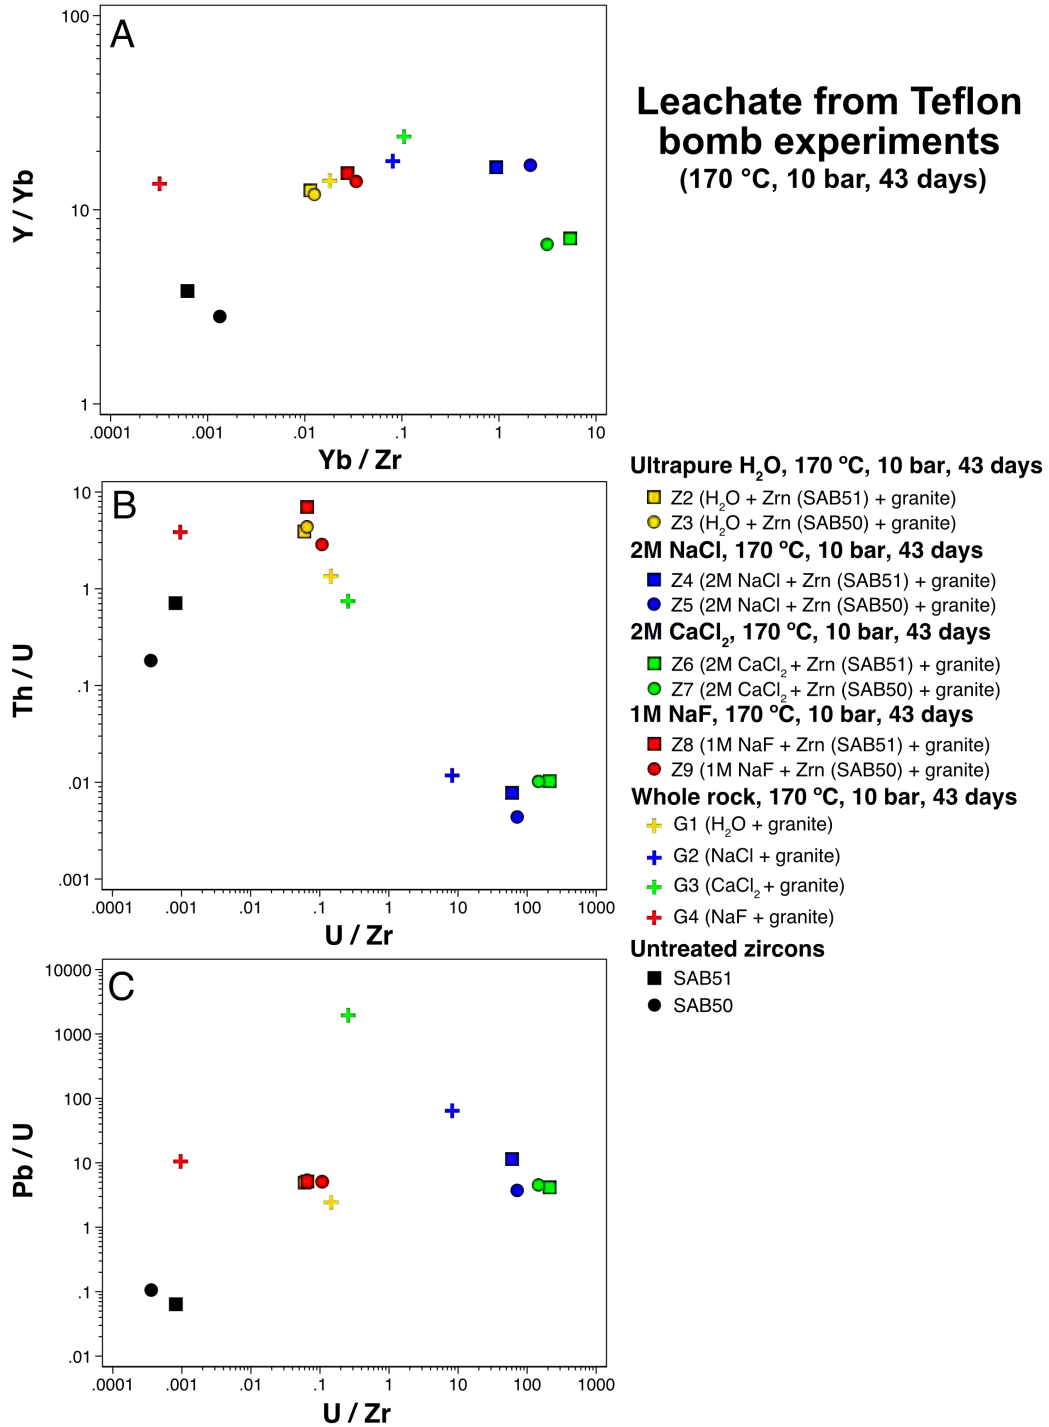 A
100
10
1
Y / Yb
.0001 .001 .01 .1 1 10
Yb / Zr
Leachate from Teflon
bomb experiments
(170 °C, 10 bar, 43 days)
B
10
1
.1
.01
.001
Th / U
.0001 .001 .01 .1 1 10 100 1000
U / Zr
C
10000
1000
100
10
1
.1
.01
Pb / U
.0001 .001 .01 .1 1 10 100 1000
U / Zr
Ultrapure H2O, 170 ºC, 10 bar, 43 days
Z2 (H2O + Zrn (SAB51) + granite)
Z3 (H2O + Zrn (SAB50) + granite)
2M NaCl, 170 ºC, 10 bar, 43 days
Z4 (2M NaCl + Zrn (SAB51) + granite)
Z5 (2M NaCl + Zrn (SAB50) + granite)
2M CaCl2, 170 ºC, 10 bar, 43 days
Z6 (2M CaCl2 + Zrn (SAB51) + granite)
Z7 (2M CaCl2 + Zrn (SAB50) + granite)
1M NaF, 170 ºC, 10 bar, 43 days
Z8 (1M NaF + Zrn (SAB51) + granite)
Z9 (1M NaF + Zrn (SAB50) + granite)
Whole rock, 170 ºC, 10 bar, 43 days
G1 (H2O + granite)
G2 (NaCl + granite)
G3 (CaCl2 + granite)
G4 (NaF + granite)
Untreated zircons
SAB51
SAB50